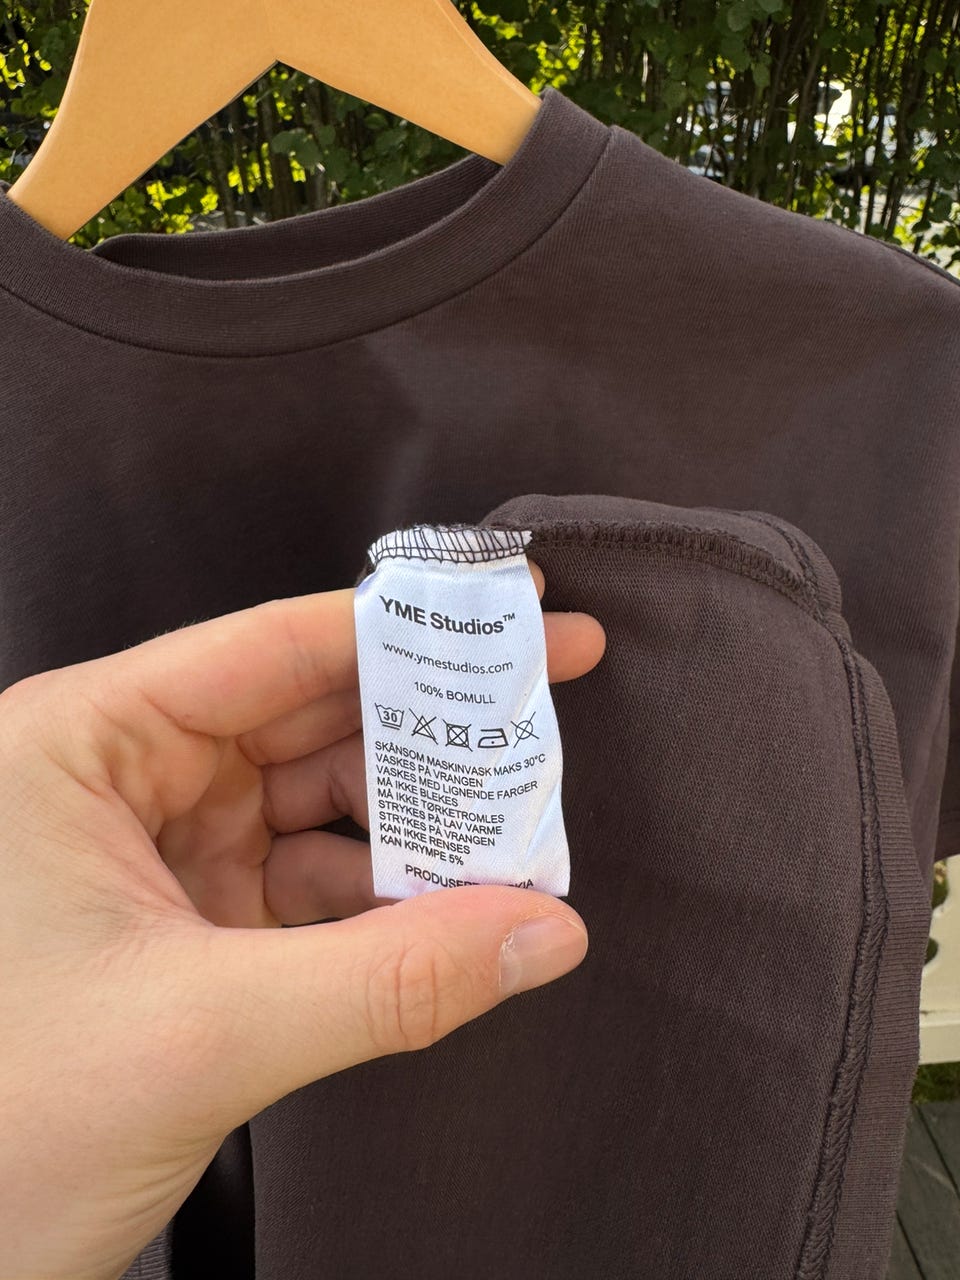 YME Studios™
www.ymestudios.com
100% BOMULL
30
SKÅNSOM MASKINVASK MAKS 30°C
VASKES PÅ VRANGEN
VASKES MED LIGNENDE FARGER
MÅ IKKE BLEKES
MÅ IKKE TØRKETROMLES
STRYKES PÅ LAV VARME
STRYKES PÅ VRANGEN
KAN IKKE RENSES
KAN KRYMPE 5%